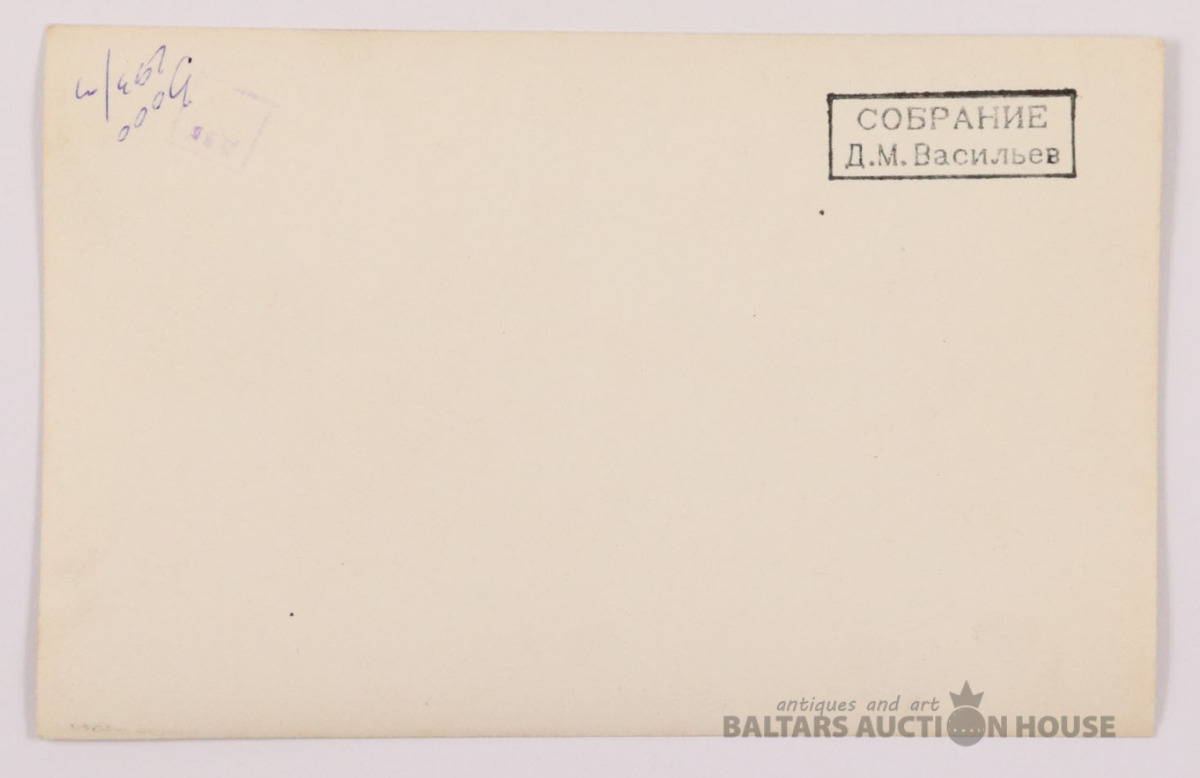 СОБРАНИЕ
Д.М.Васильев
antiques and art
BALTARS AUCTION HOUSE